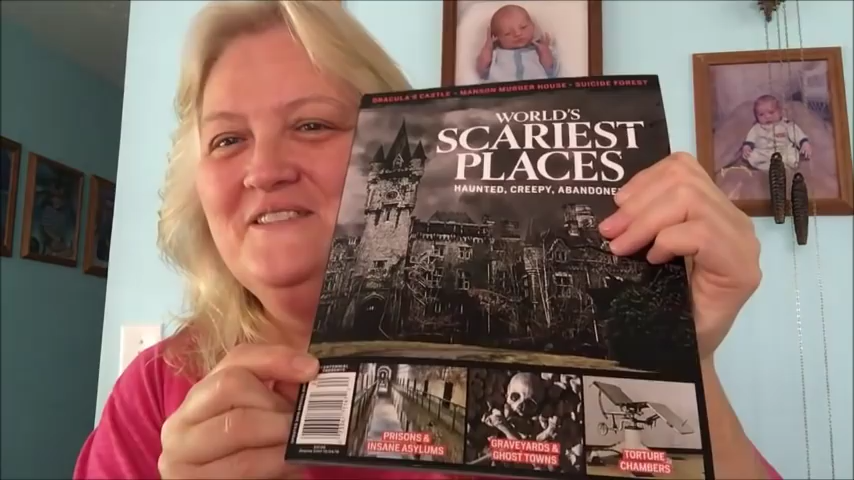 DRACULA'S CASTLE • MANSON MURDER HOUSE • SUICIDE FOREST
WORLD'S
SCARIEST
PLACES
HAUNTED, CREEPY, ABANDONED
PRISONS &
INSANE ASYLUMS
GRAVEYARDS &
GHOST TOWNS
TORTURE
CHAMBERS